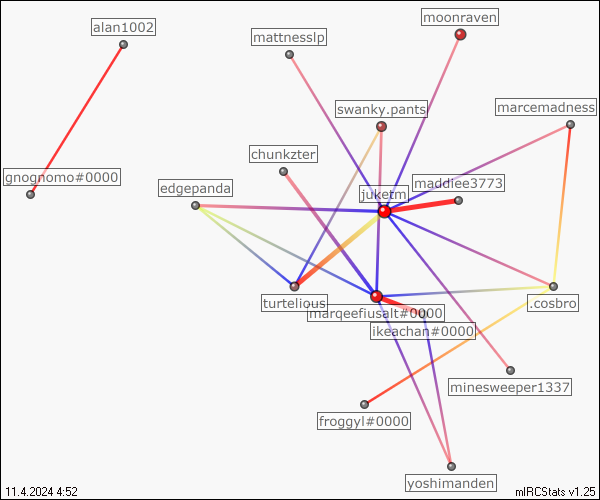 moonraven
alan1002
mattnesslp
swanky.pants
marcemadness
chunkzter
gnognomo#0000
maddiee3773
edgepanda
juketm
turtelious
.cosbro
marqeefiusalt#0000
ikeachan#0000
minesweeper1337
froggyl#0000
yoshimanden
11.4.2024 4:52
mIRCStats v1.25